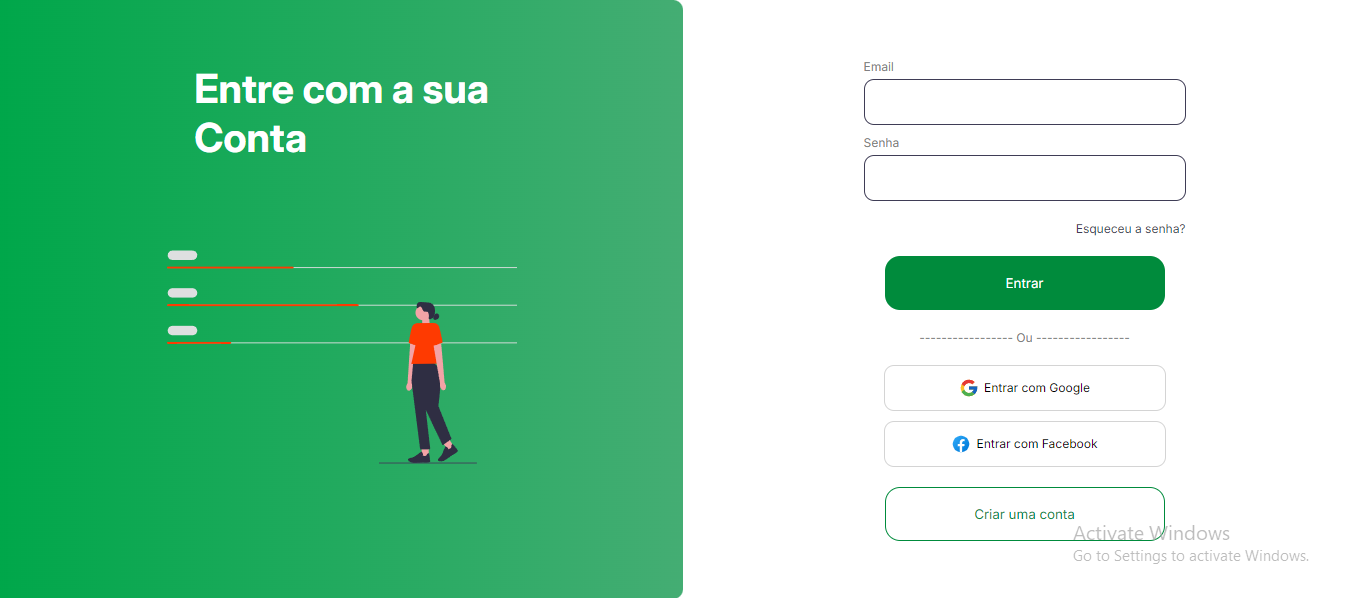 Entre com a sua
Conta
Email
Senha
Esqueceu a senha?
Entrar
----------------- Ou -----------------
Entrar com Google
Entrar com Facebook
Criar uma conta
Activate Windows
Go to Settings to activate Windows.